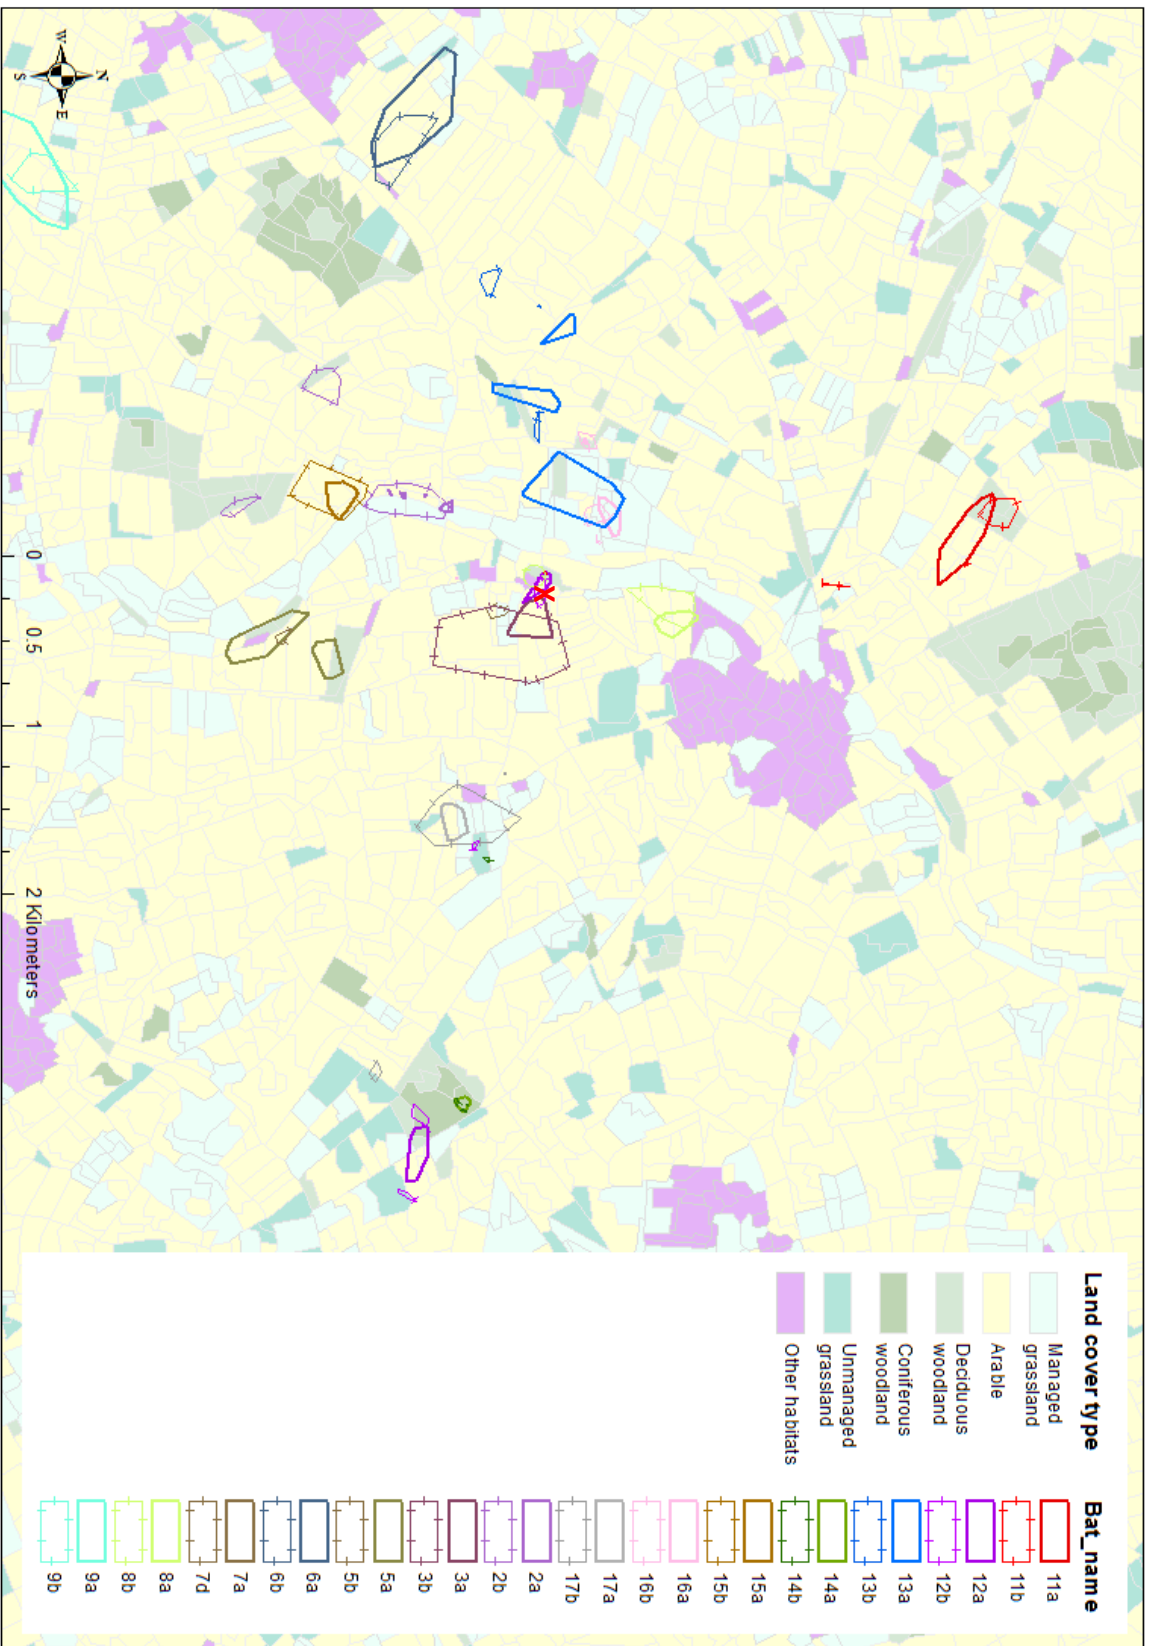 Land cover type
Managed
grassland
Arable
Deciduous
woodland
Coniferous
woodland
Unmanaged
grassland
Other habitats
Bat_name
11a
11b
12a
12b
13a
13b
14a
14b
15a
15b
16a
16b
17a
17b
2a
2b
3a
3b
5a
5b
6a
6b
7a
7d
8a
8b
9a
9b
N
W
E
S
0
0.5
1
2 Kilometers